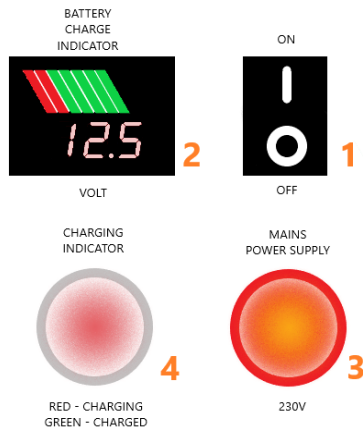 BATTERY
CHARGE
INDICATOR
12.5
2
VOLT
ON
1
OFF
CHARGING
INDICATOR
4
RED - CHARGING
GREEN - CHARGED
MAINS
POWER SUPPLY
3
230V